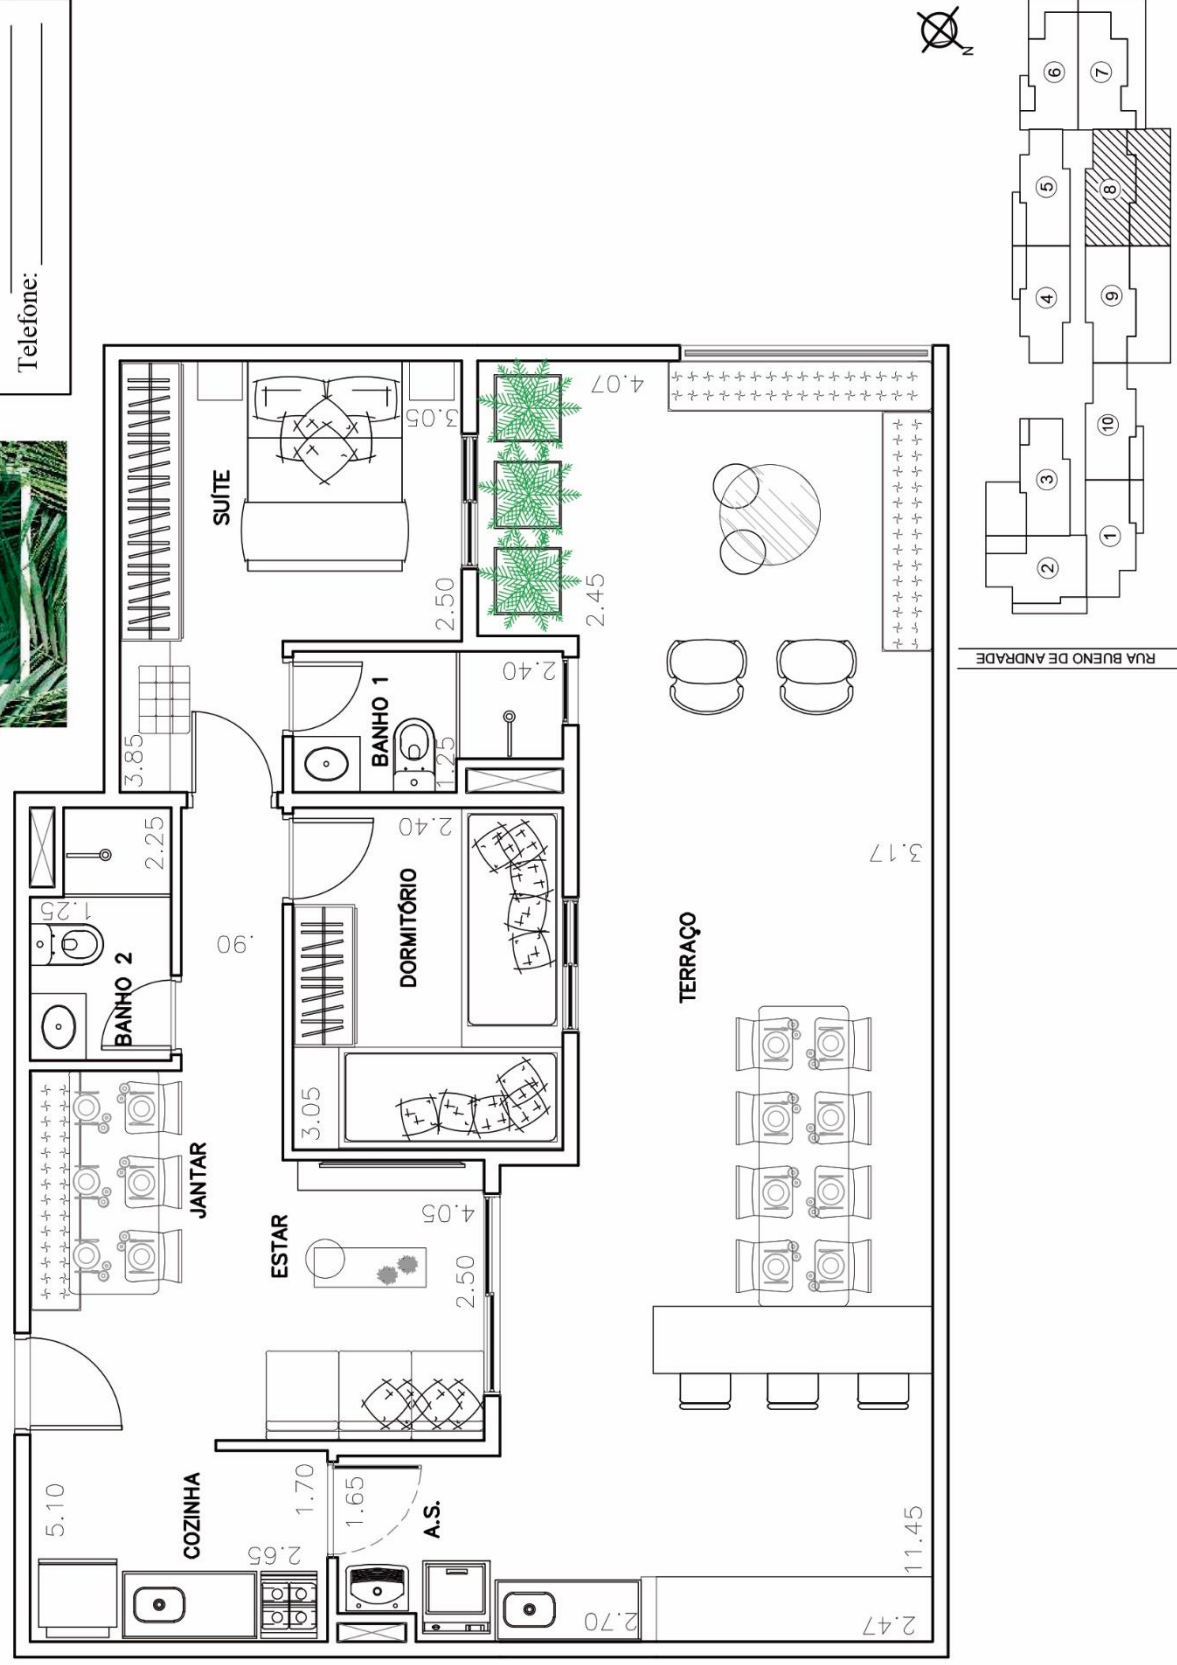 Telefone:
N
6
7
5
8
4
9
3
10
2
1
RUA BUENO DE ANDRADE
SUÍTE
3.05
2.50
3.85
4.07
2.45
BANHO 1
2.40
1.25
BANHO 2
2.25
1.25
.90
DORMITÓRIO
2.40
3.05
3.17
TERRAÇO
JANTAR
ESTAR
4.05
2.50
COZINHA
5.10
1.70
2.65
1.65
A.S.
2.70
11.45
2.47